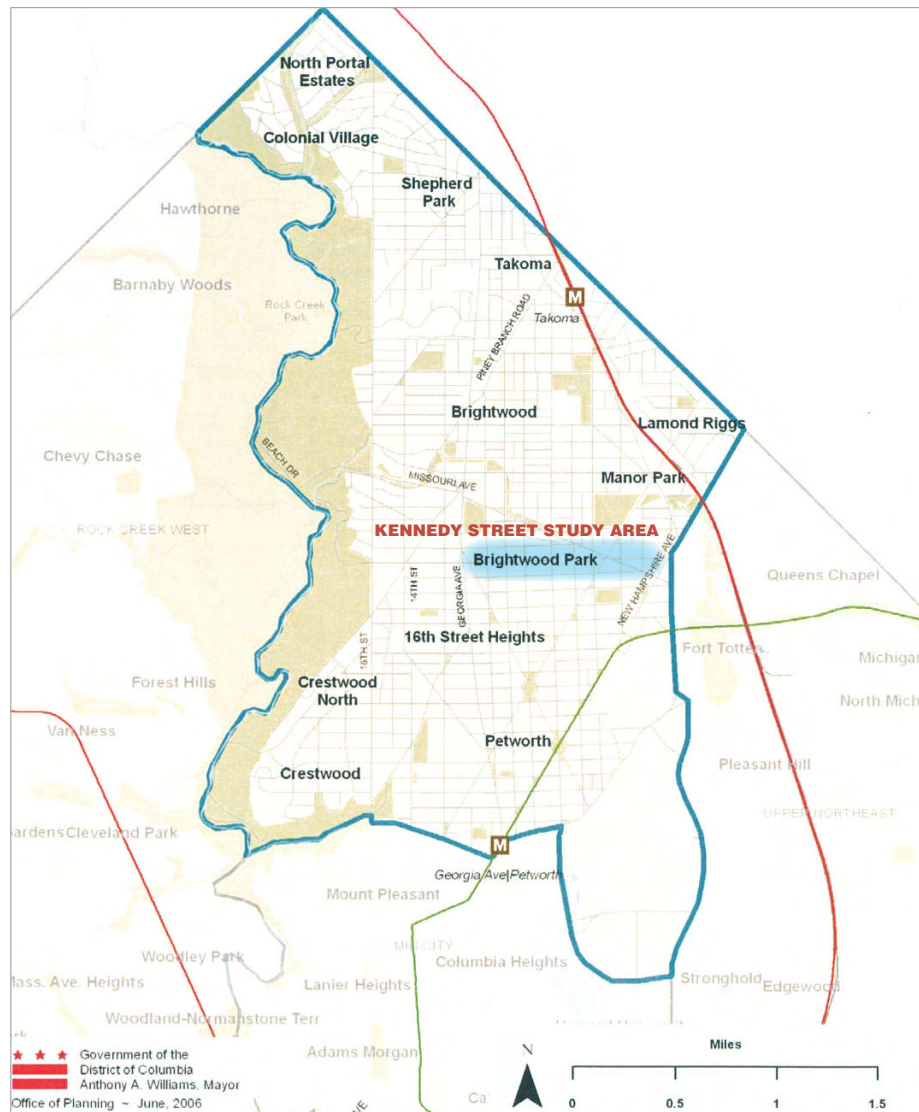 North Portal
Estates
Colonial Village
Shepherd
Park
Hawthorne
Takoma
Barnaby Woods
M
Rock Creek
Park
Takoma
PINEY BRANCH ROAD
Brightwood
Lamond Riggs
BEACH DR
Chevy Chase
MISSOURI AVE
Manor Park
ROCK CREEK WEST
KENNEDY STREET STUDY AREA
Brightwood Park
NEW HAMPSHIRE AVE
Queens Chapel
14TH ST
GEORGIA AVE
16TH ST
16th Street Heights
Fort Totten
Michigan
Forest Hills
Crestwood
North
North Mich
Van Ness
Petworth
Crestwood
Pleasant Hill
UPPER NORTHEAST
Gardens Cleveland Park
M
Georgia Ave|Petworth
Mount Pleasant
MID-CITY
Woodley Park
Columbia Heights
Mass. Ave. Heights
Lanier Heights
Stronghold
Edgewood
Woodland-Normanstone Terr
Adams Morgan
N
Miles
Government of the
District of Columbia
Anthony A. Williams, Mayor
Office of Planning ~ June, 2006
0 0.5 1 1.5